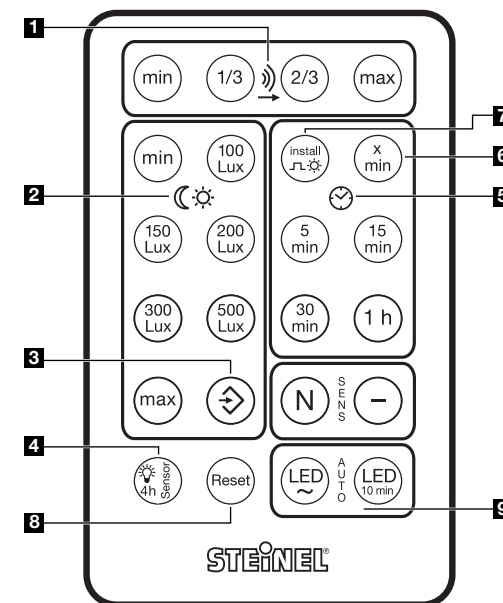 1
min 1/3 2/3 max
7
install x min
6
min 100 Lux
2
5
150 Lux 200 Lux
5 min 15 min
300 Lux 500 Lux
30 min 1 h
3
max
N SENS –
4
4h Sensor
Reset
LED ~ AUTO LED 10 min
8
9
STEINEL®